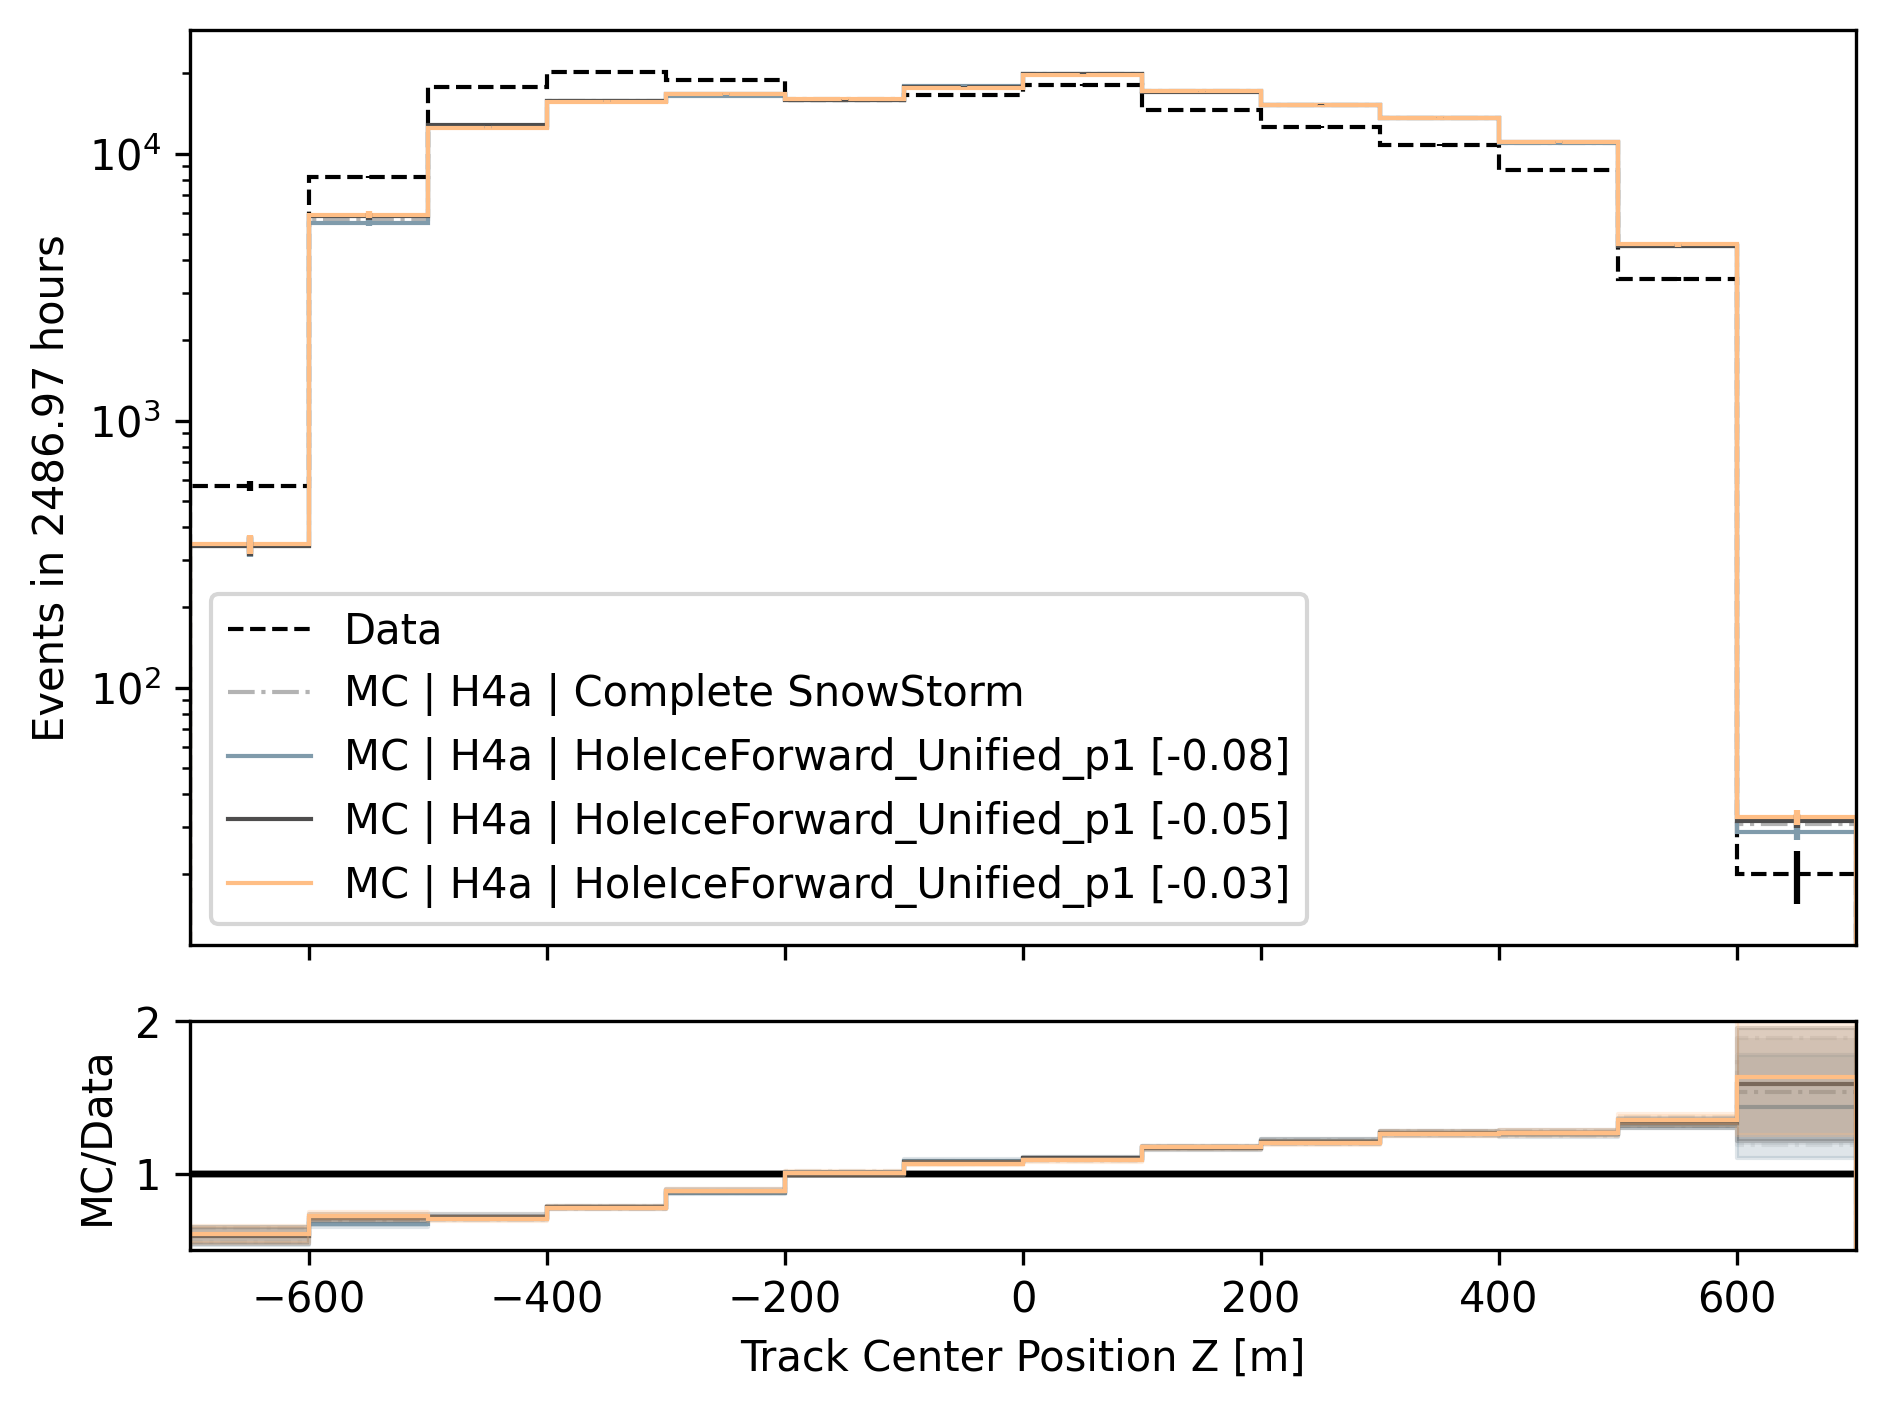 Events in 2486.97 hours
10⁴
10³
10²
Data
MC | H4a | Complete SnowStorm
MC | H4a | HoleIceForward_Unified_p1 [-0.08]
MC | H4a | HoleIceForward_Unified_p1 [-0.05]
MC | H4a | HoleIceForward_Unified_p1 [-0.03]
MC/Data
2
1
−600 −400 −200 0 200 400 600
Track Center Position Z [m]